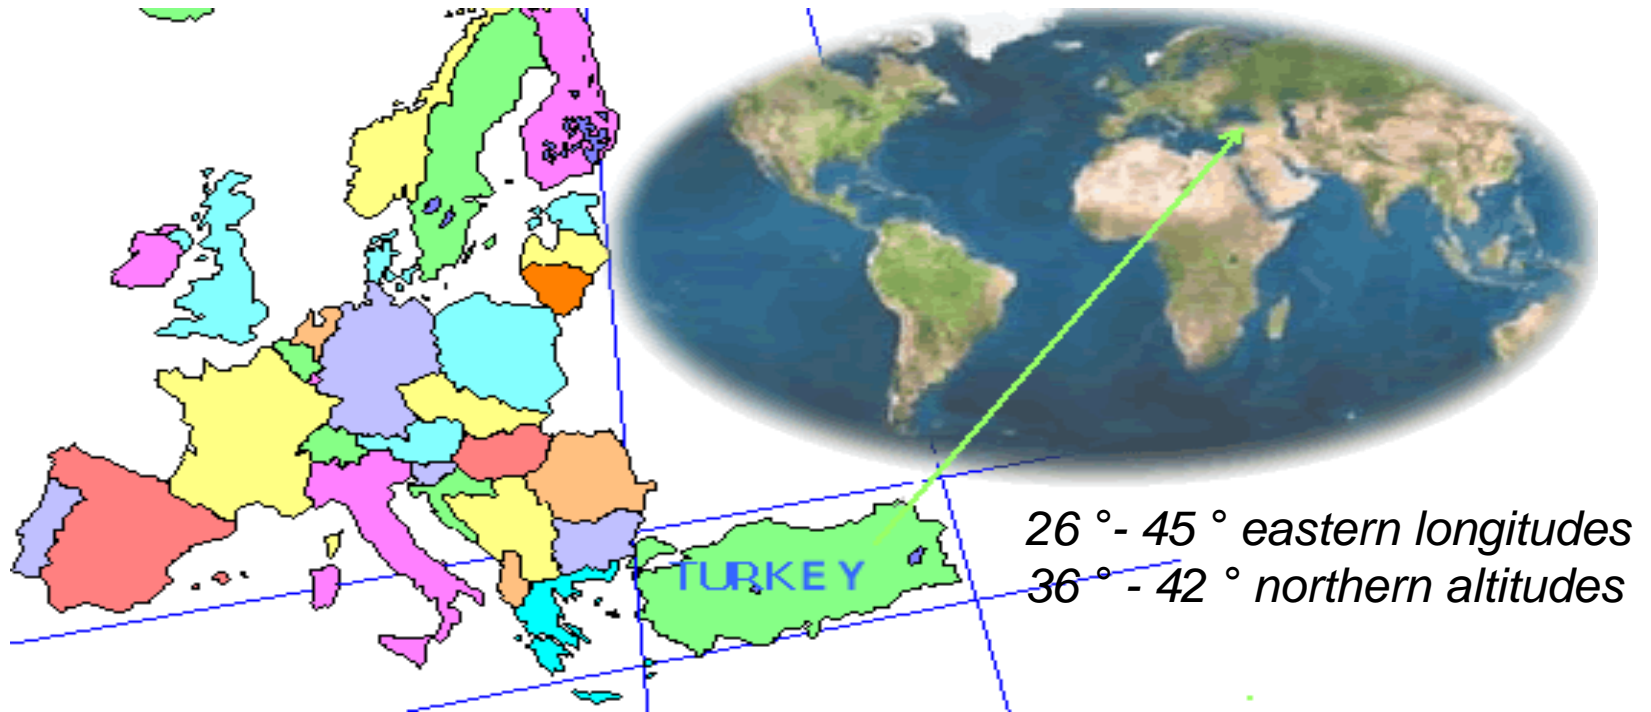 TURKEY
26 °- 45 ° eastern longitudes
36 ° - 42 ° northern altitudes